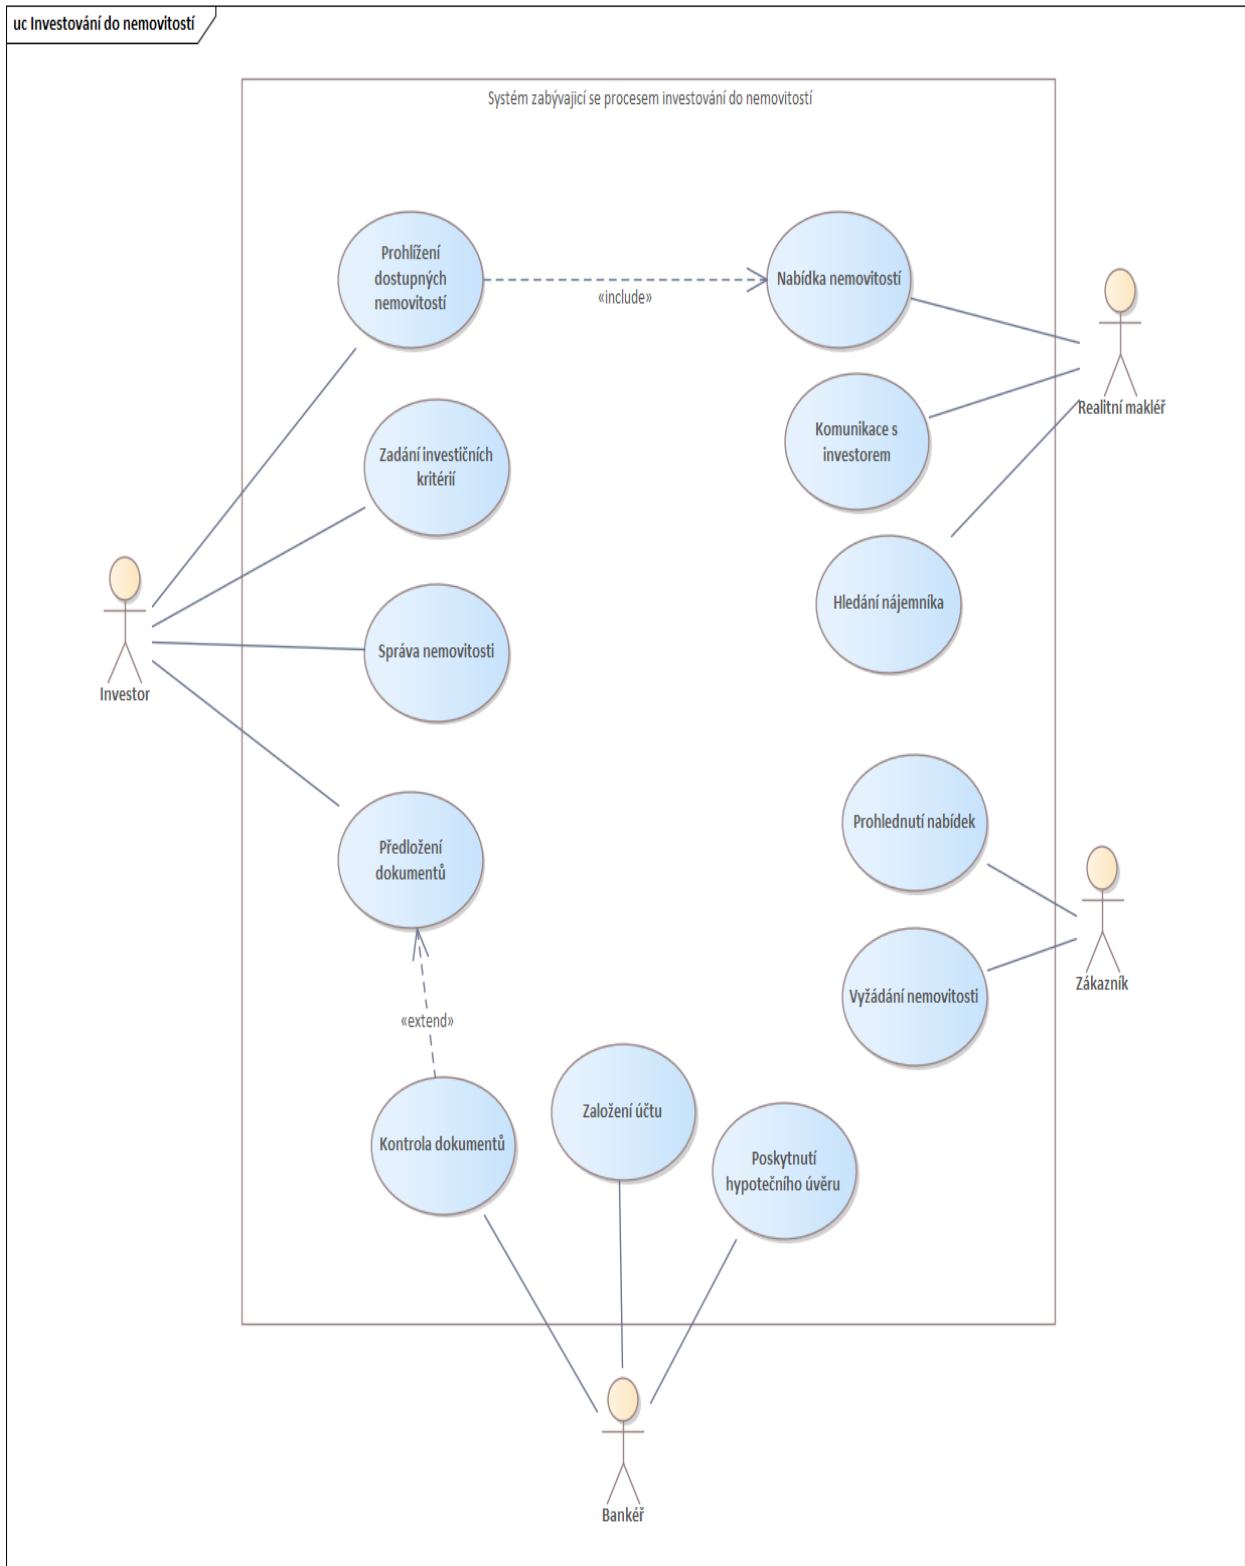 uc Investování do nemovitostí
Systém zabývajicí se procesem investování do nemovitostí
Prohlížení
dostupných
nemovitostí
«include»
Nabídka nemovitostí
Realitní makléř
Zadání investičních
kritérií
Komunikace s
investorem
Hledání nájemníka
Investor
Správa nemovitosti
Předložení
dokumentů
Prohlednutí nabídek
Vyžádání nemovitosti
Zákazník
«extend»
Kontrola dokumentů
Založení účtu
Poskytnutí
hypotečního úvěru
Bankéř